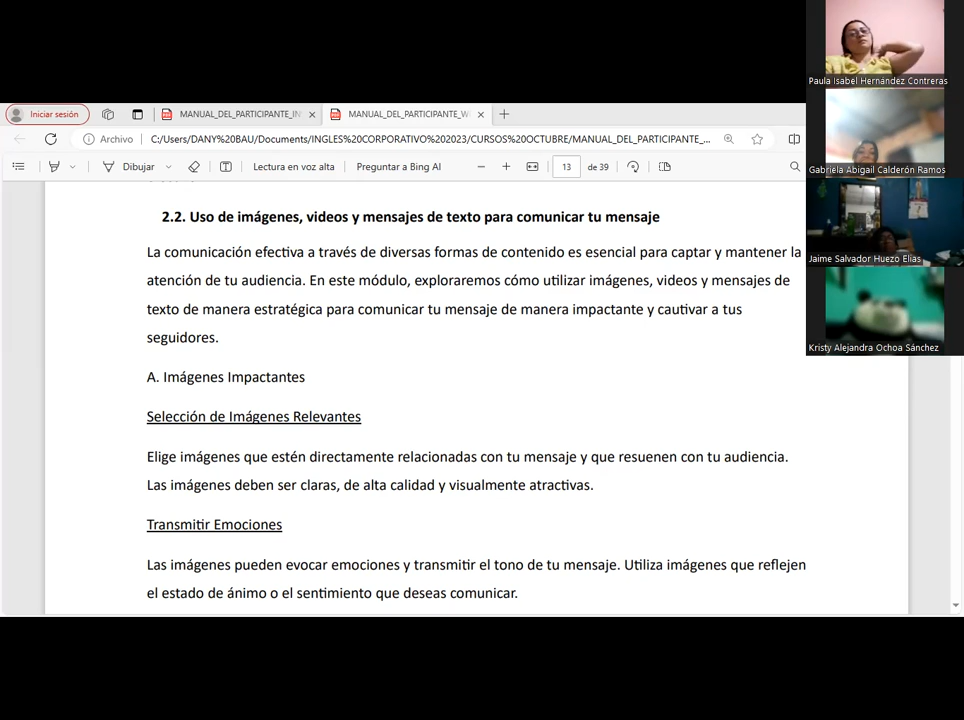 Paula Isabel Hernández Contreras
Gabriela Abigail Calderón Ramos
Jaime Salvador Huezo Elias
Kristy Alejandra Ochoa Sánchez
Iniciar sesión
MANUAL_DEL_PARTICIPANTE_IN
MANUAL_DEL_PARTICIPANTE_W
Archivo
C:/Users/DANY%20BAU/Documents/INGLES%20CORPORATIVO%202023/CURSOS%20OCTUBRE/MANUAL_DEL_PARTICIPANTE_...
Dibujar
Lectura en voz alta
Preguntar a Bing AI
13 de 39
2.2. Uso de imágenes, videos y mensajes de texto para comunicar tu mensaje
La comunicación efectiva a través de diversas formas de contenido es esencial para captar y mantener la
atención de tu audiencia. En este módulo, exploraremos cómo utilizar imágenes, videos y mensajes de
texto de manera estratégica para comunicar tu mensaje de manera impactante y cautivar a tus
seguidores.
A. Imágenes Impactantes
Selección de Imágenes Relevantes
Elige imágenes que estén directamente relacionadas con tu mensaje y que resuenen con tu audiencia.
Las imágenes deben ser claras, de alta calidad y visualmente atractivas.
Transmitir Emociones
Las imágenes pueden evocar emociones y transmitir el tono de tu mensaje. Utiliza imágenes que reflejen
el estado de ánimo o el sentimiento que deseas comunicar.